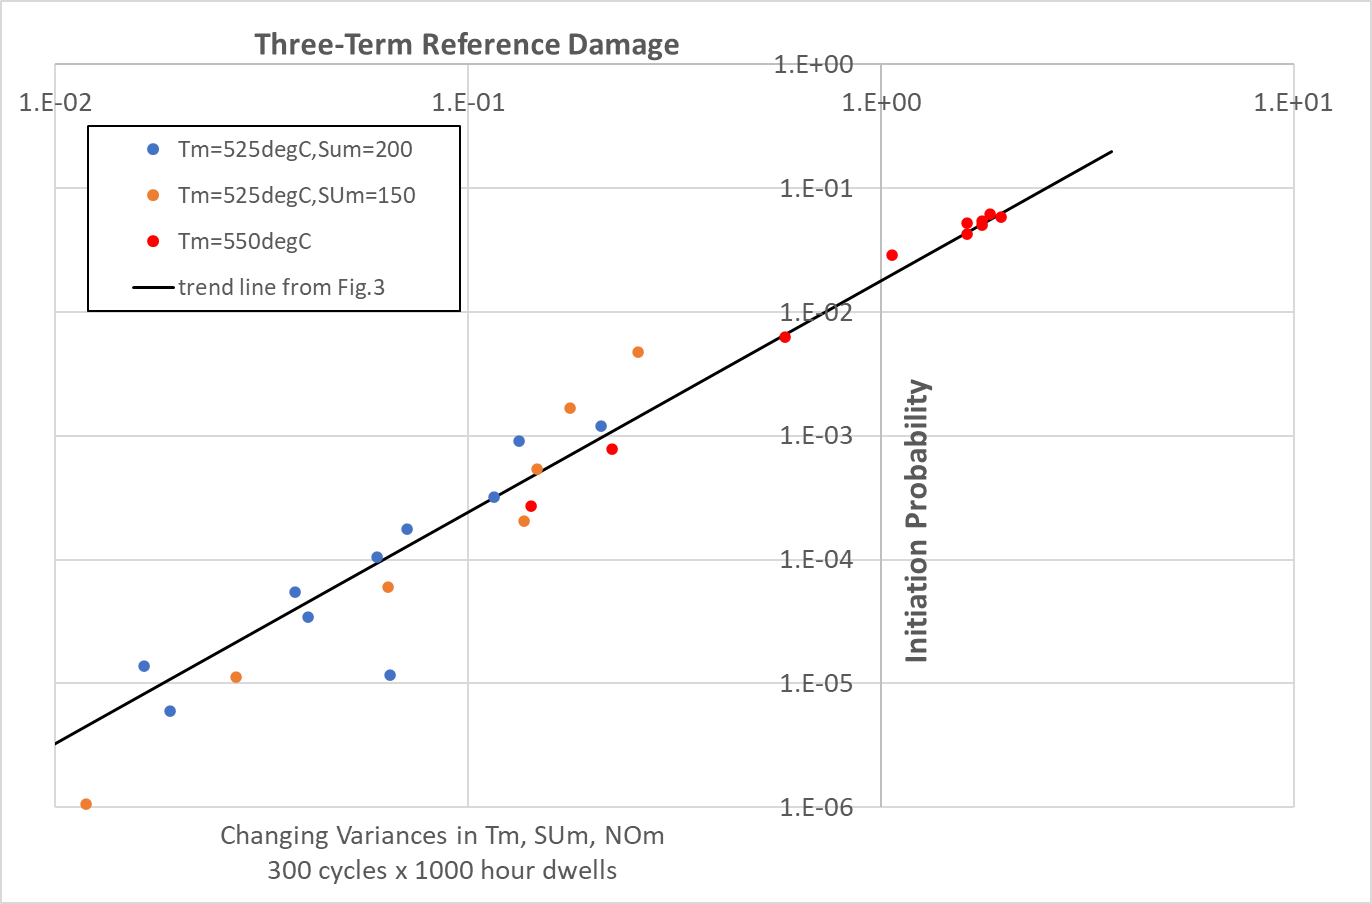 Three-Term Reference Damage
1.E+00
1.E-02
1.E-01
1.E+00
1.E+01
Tm=525degC,Sum=200
Tm=525degC,SUm=150
Tm=550degC
trend line from Fig.3
1.E-01
1.E-02
1.E-03
1.E-04
1.E-05
1.E-06
Initiation Probability
Changing Variances in Tm, SUm, NOm
300 cycles x 1000 hour dwells